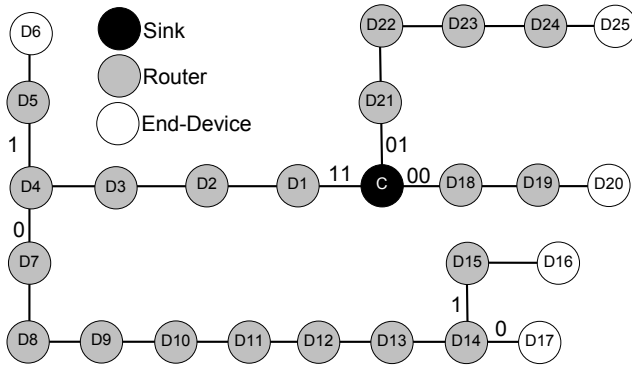 D6
Sink
D22
D23
D24
D25
Router
D5
D21
End-Device
1
01
D4
D3
D2
D1
11
C
00
D18
D19
D20
0
D7
D15
D16
1
0
D8
D9
D10
D11
D12
D13
D14
D17